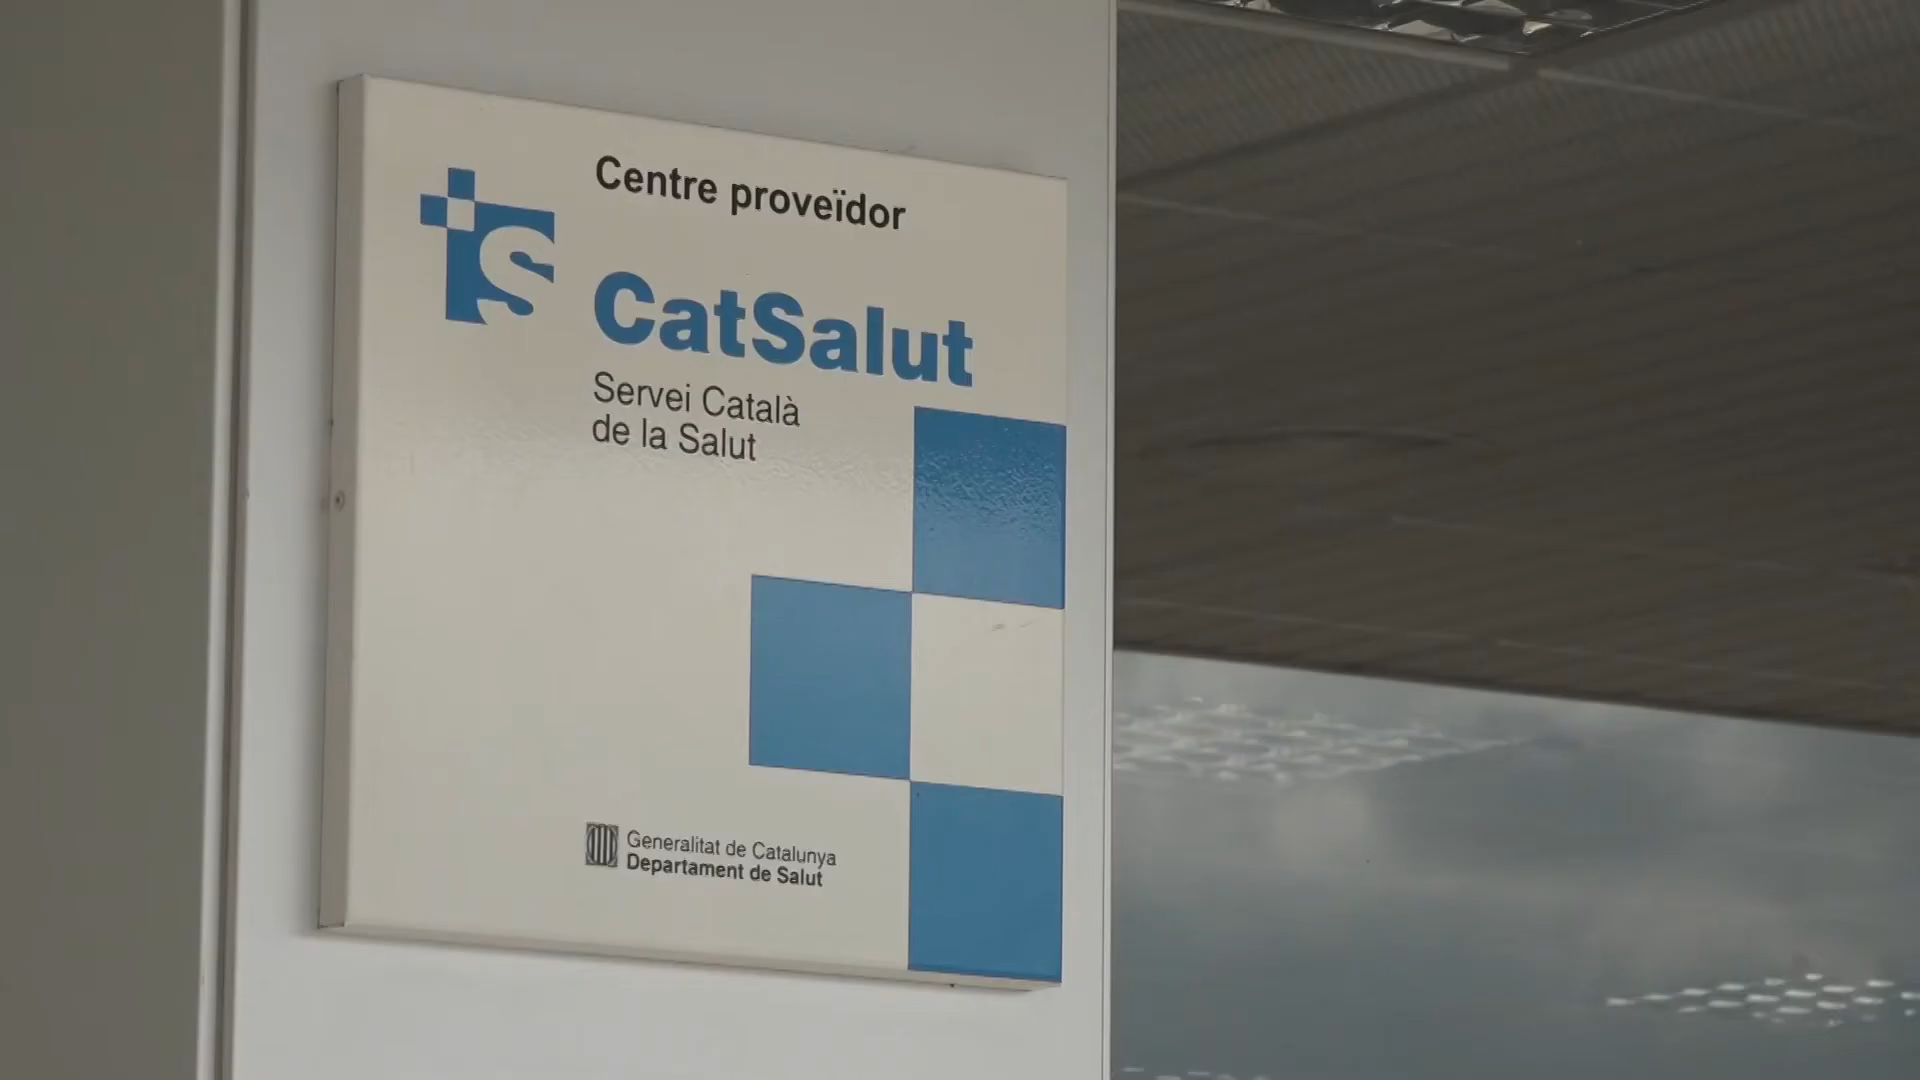 Centre proveïdor
CatSalut
Servei Català
de la Salut
Generalitat de Catalunya
Departament de Salut